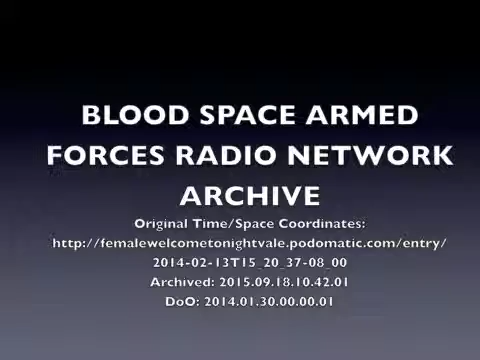 BLOOD SPACE ARMED
FORCES RADIO NETWORK
ARCHIVE
Original Time/Space Coordinates:
http://femalewelcometonightvale.podomatic.com/entry/
2014-02-13T15_20_37-08_00
Archived: 2015.09.18.10.42.01
DoO: 2014.01.30.00.00.01